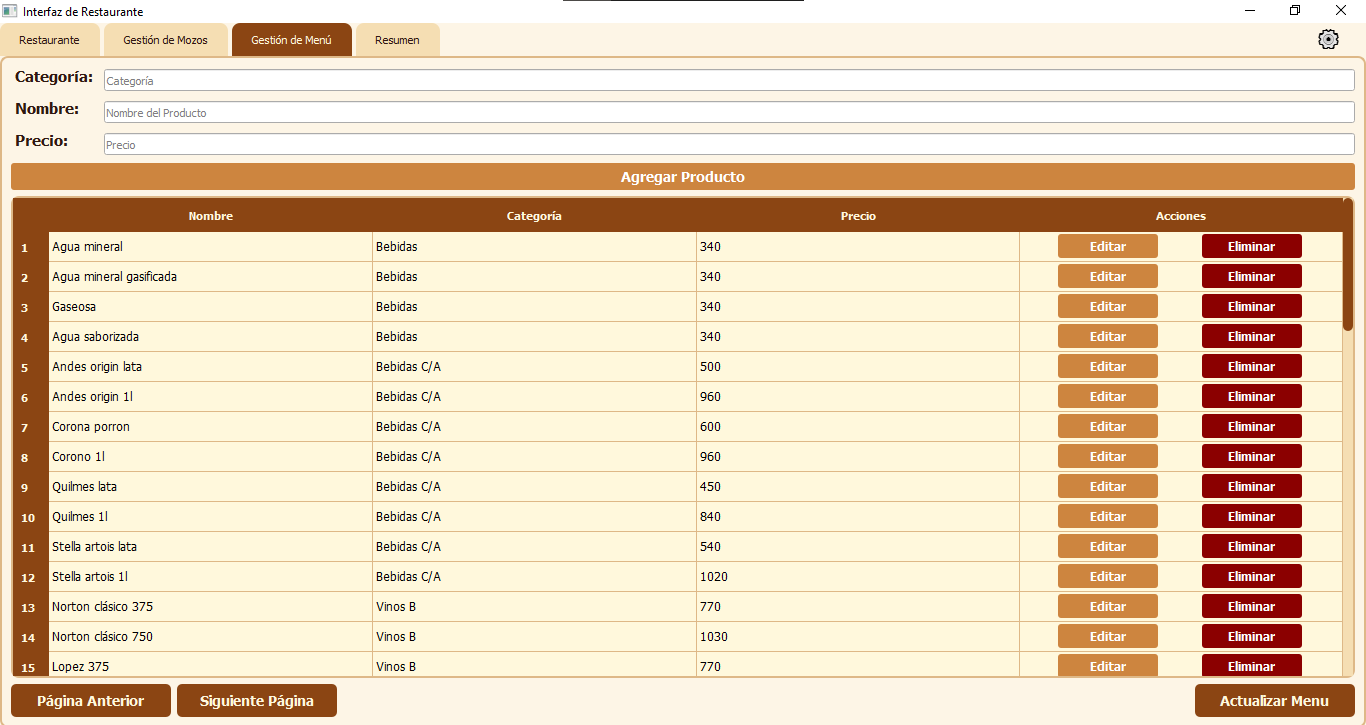 Interfaz de Restaurante
Restaurante Gestión de Mozos Gestión de Menú Resumen
Categoría: Categoría
Nombre: Nombre del Producto
Precio: Precio
Agregar Producto
Nombre Categoría Precio Acciones
1 Agua mineral Bebidas 340 Editar Eliminar
2 Agua mineral gasificada Bebidas 340 Editar Eliminar
3 Gaseosa Bebidas 340 Editar Eliminar
4 Agua saborizada Bebidas 340 Editar Eliminar
5 Andes origin lata Bebidas C/A 500 Editar Eliminar
6 Andes origin 1l Bebidas C/A 960 Editar Eliminar
7 Corona porron Bebidas C/A 600 Editar Eliminar
8 Corono 1l Bebidas C/A 960 Editar Eliminar
9 Quilmes lata Bebidas C/A 450 Editar Eliminar
10 Quilmes 1l Bebidas C/A 840 Editar Eliminar
11 Stella artois lata Bebidas C/A 540 Editar Eliminar
12 Stella artois 1l Bebidas C/A 1020 Editar Eliminar
13 Norton clásico 375 Vinos B 770 Editar Eliminar
14 Norton clásico 750 Vinos B 1030 Editar Eliminar
15 Lopez 375 Vinos B 770 Editar Eliminar
Página Anterior Siguiente Página Actualizar Menu